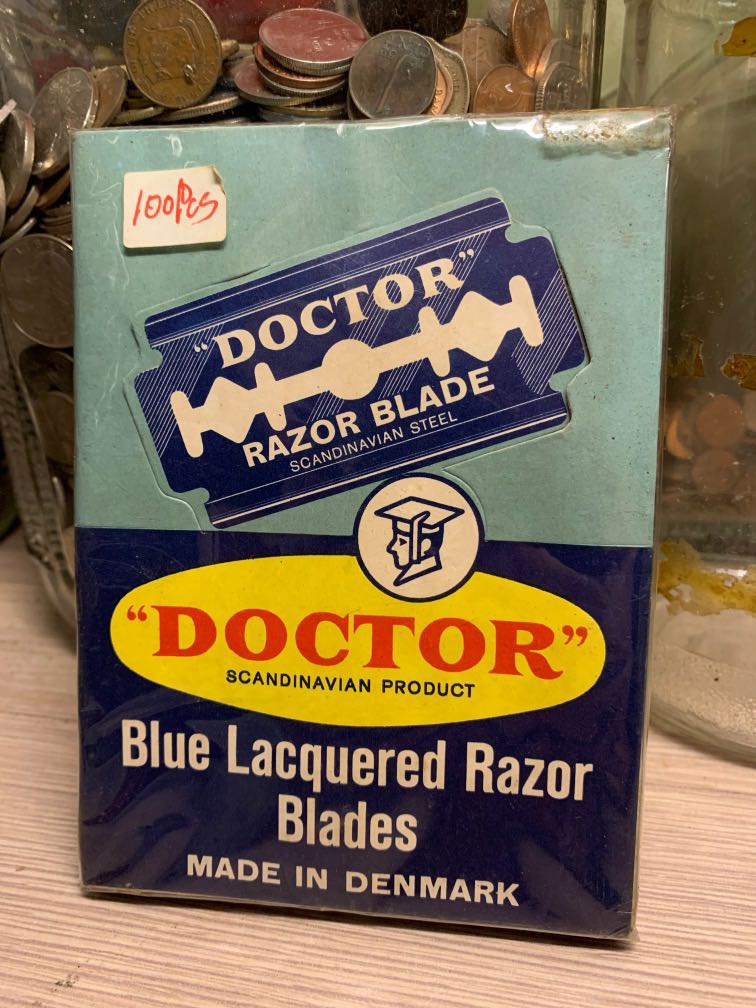 100Pcs
"DOCTOR"
RAZOR BLADE
SCANDINAVIAN STEEL
"DOCTOR"
SCANDINAVIAN PRODUCT
Blue Lacquered Razor
Blades
MADE IN DENMARK